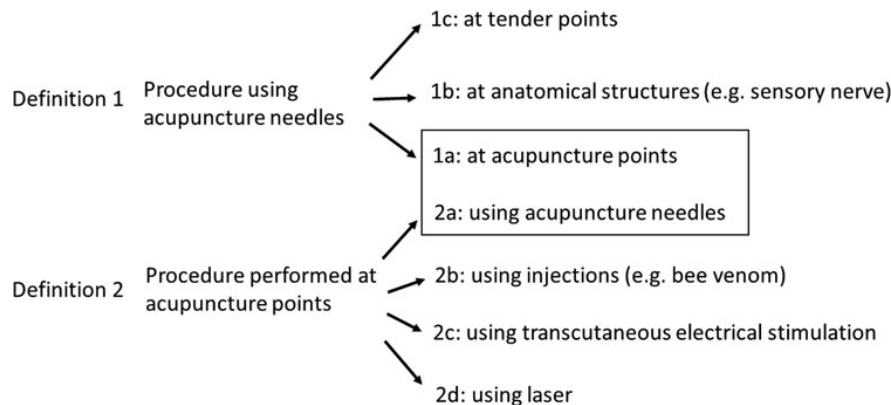 1c: at tender points
Definition 1
Procedure using
acupuncture needles
1b: at anatomical structures (e.g. sensory nerve)
1a: at acupuncture points
2a: using acupuncture needles
Definition 2
Procedure performed at
acupuncture points
2b: using injections (e.g. bee venom)
2c: using transcutaneous electrical stimulation
2d: using laser